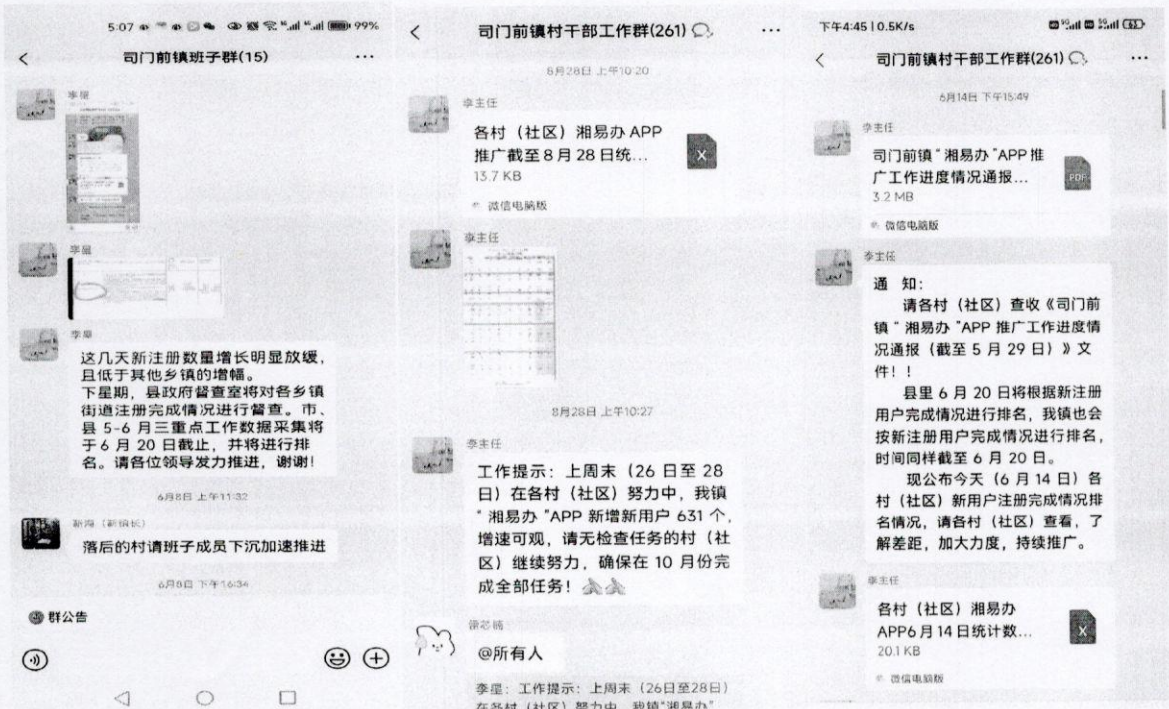 5:07
99%
司门前镇班子群(15)
李星
李星
李星
这几天新注册数量增长明显放缓，
且低于其他乡镇的增幅。
下星期，县政府督查室将对各乡镇
街道注册完成情况进行督查。市、
县 5-6 月三重点工作数据采集将
于 6 月 20 日截止，并将进行排
名。请各位领导发力推进，谢谢！
6月8日 上午11:32
落后的村请班子成员下沉加速推进
6月8日 下午16:34
群公告
司门前镇村干部工作群(261)
8月28日 上午10:20
李主任
各村（社区）湘易办 APP
推广截至 8 月 28 日统...
13.7 KB
微信电脑版
李主任
8月28日 上午10:27
李主任
工作提示：上周末（26 日至 28
日）在各村（社区）努力中，我镇
“湘易办”APP 新增新用户 631 个，
增速可观，请无检查任务的村（社
区）继续努力，确保在 10 月份完
成全部任务！
@所有人
李星：工作提示：上周末（26日至28日）
在各村（社区）努力中，我镇“湘易办”
下午4:45 | 0.5K/s
司门前镇村干部工作群(261)
6月14日 下午15:49
李主任
司门前镇“湘易办”APP 推
广工作进度情况通报...
PDF
3.2 MB
微信电脑版
李主任
通 知：
请各村（社区）查收《司门前
镇“湘易办”APP 推广工作进度情
况通报（截至 5 月 29 日）》文
件！！
县里 6 月 20 日将根据新注册
用户完成情况进行排名，我镇也会
按新注册用户完成情况进行排名，
时间同样截至 6 月 20 日。
现公布今天（6 月 14 日）各
村（社区）新用户注册完成情况排
名情况，请各村（社区）查看，了
解差距，加大力度，持续推广。
李主任
各村（社区）湘易办
APP6 月 14 日统计数...
20.1 KB
微信电脑版